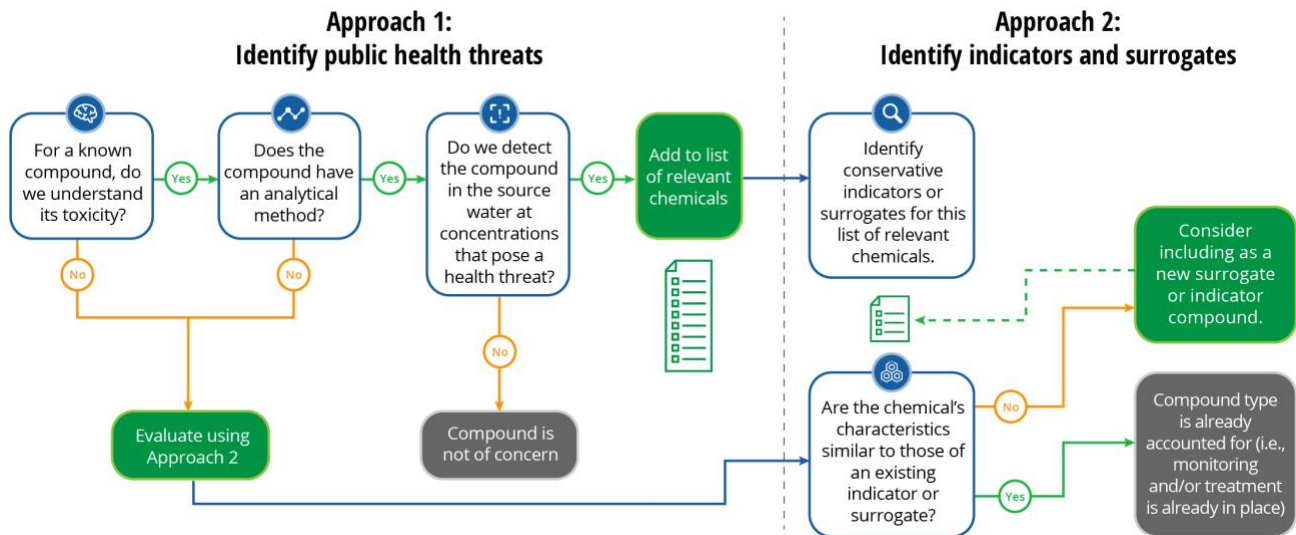 Approach 1:
Identify public health threats
For a known
compound, do
we understand
its toxicity?
Yes
No
Does the
compound have
an analytical
method?
Yes
No
Do we detect the
compound
in the source
water at
concentrations
that pose a
health threat?
Yes
No
Add to list
of relevant
chemicals
Evaluate using
Approach 2
Compound is
not of concern
Approach 2:
Identify indicators and surrogates
Identify
conservative
indicators or
surrogates for this
list of relevant
chemicals.
Consider
including as a
new surrogate
or indicator
compound.
Are the chemical's
characteristics
similar to those of
an existing
indicator or
surrogate?
No
Yes
Compound type
is already
accounted for (i.e.,
monitoring
and/or treatment
is already in place)